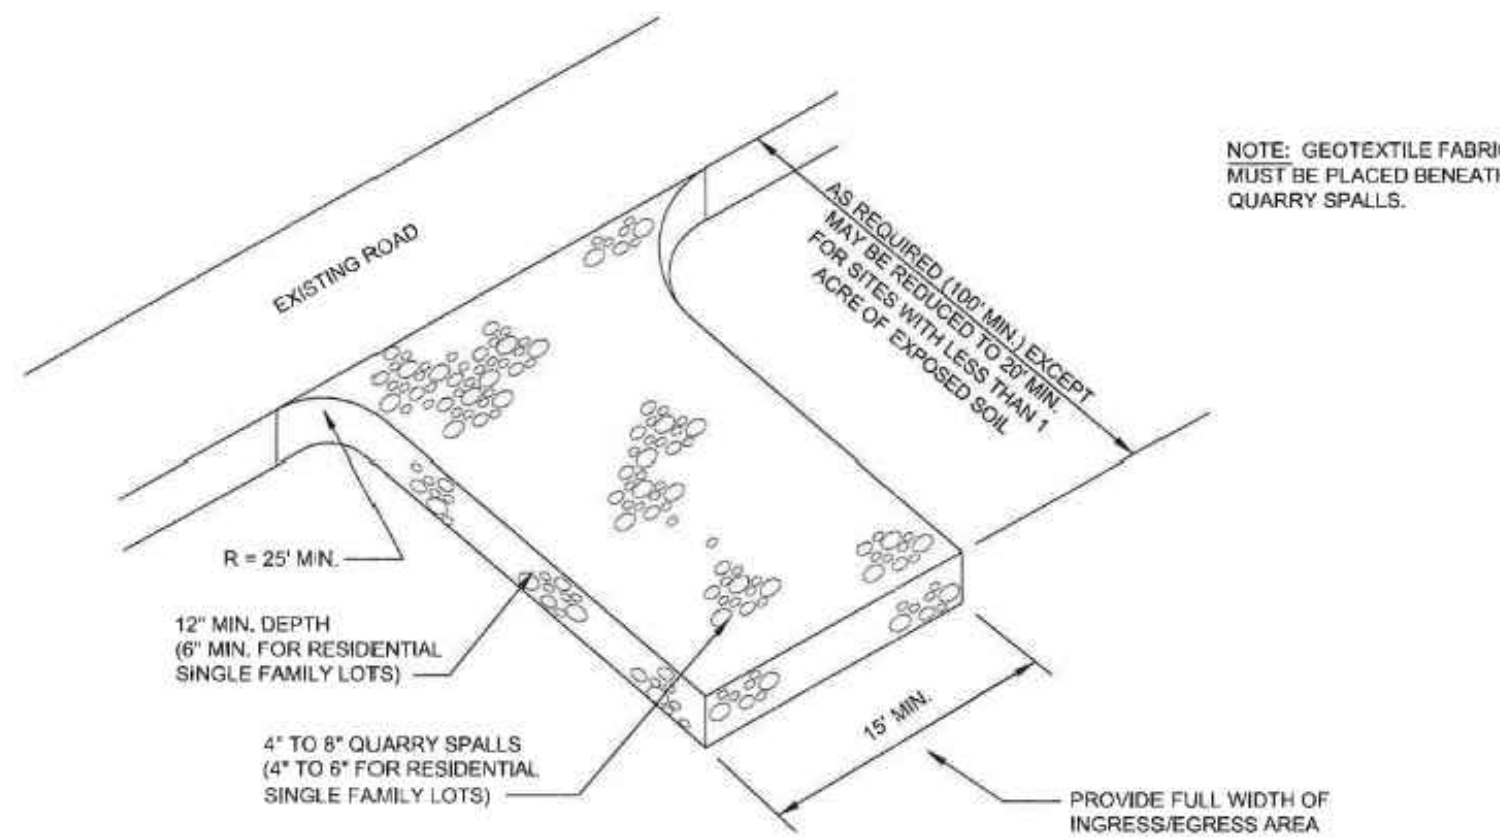 NOTE: GEOTEXTILE FABRIC
MUST BE PLACED BENEATH
QUARRY SPALLS.
AS REQUIRED (100' MIN.) EXCEPT
MAY BE REDUCED TO 20' MIN.
FOR SITES WITH LESS THAN 1
ACRE OF EXPOSED SOIL
EXISTING ROAD
R = 25' MIN.
12" MIN. DEPTH
(6" MIN. FOR RESIDENTIAL
SINGLE FAMILY LOTS)
4" TO 8" QUARRY SPALLS
(4" TO 6" FOR RESIDENTIAL
SINGLE FAMILY LOTS)
15' MIN.
PROVIDE FULL WIDTH OF
INGRESS/EGRESS AREA